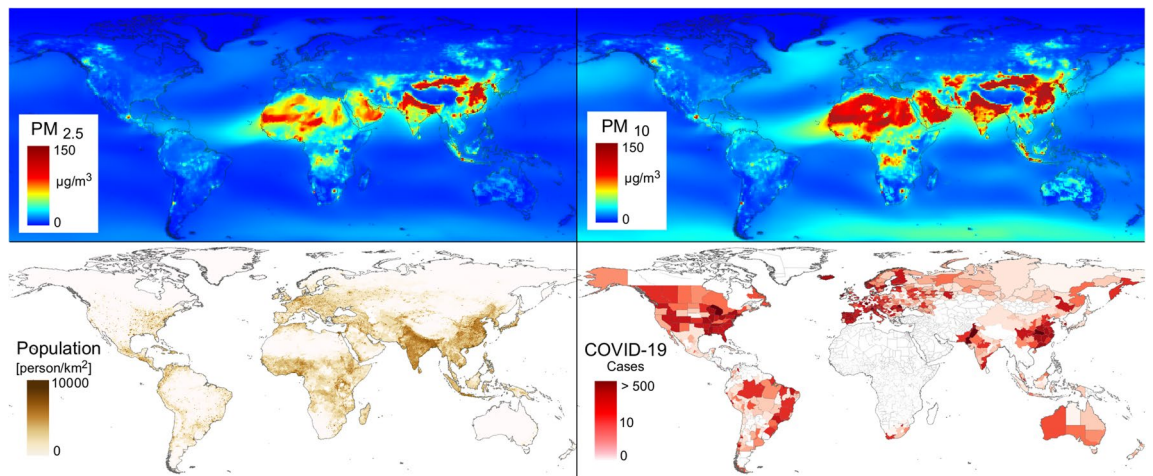 PM 2.5
150
µg/m³
0
PM 10
150
µg/m³
0
Population
[person/km²]
10000
0
COVID-19
Cases
> 500
10
0